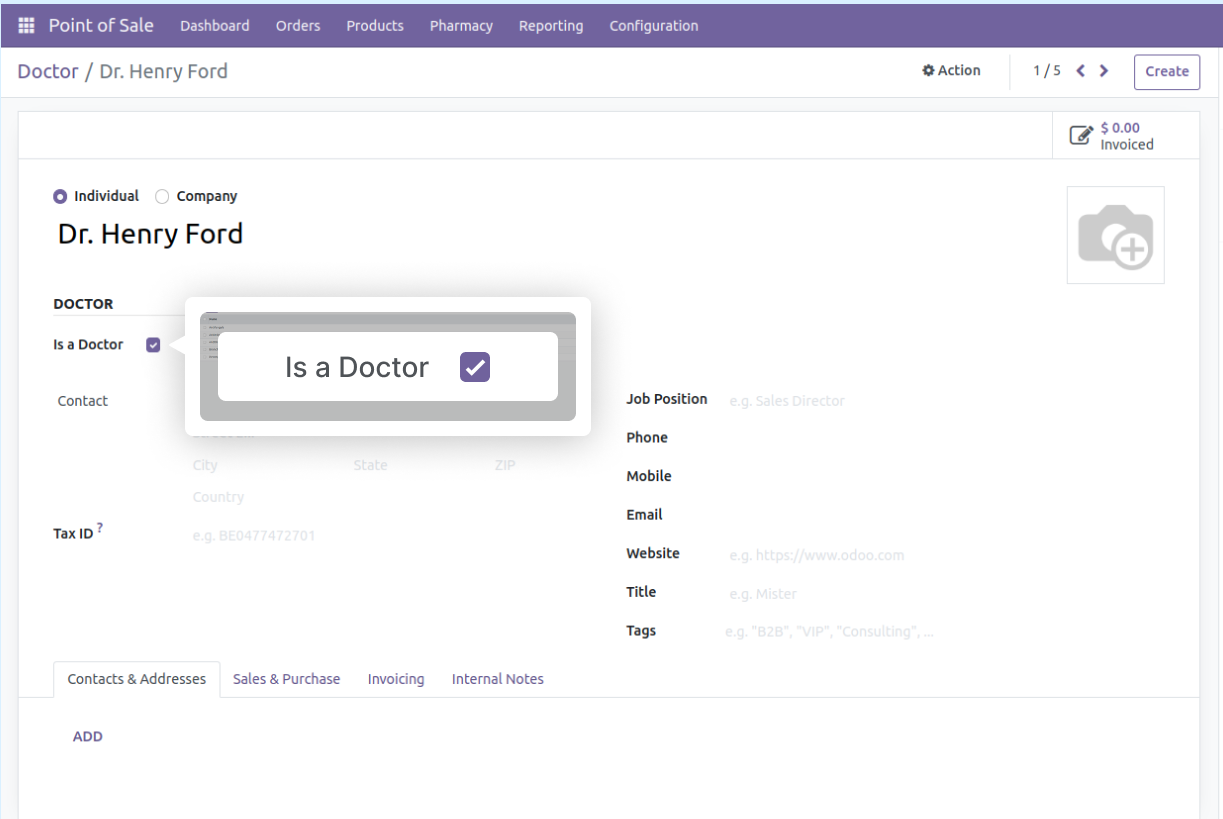 Point of Sale Dashboard Orders Products Pharmacy Reporting Configuration
Doctor / Dr. Henry Ford Action 1 / 5 Create
$ 0.00
Invoiced
Individual Company
Dr. Henry Ford
DOCTOR
Is a Doctor
Is a Doctor
Contact
Job Position e.g. Sales Director
Phone
City State ZIP
Mobile
Country
Email
Tax ID ? e.g. BE0477472701
Website e.g. https://www.odoo.com
Title e.g. Mister
Tags e.g. "B2B", "VIP", "Consulting", ...
Contacts & Addresses Sales & Purchase Invoicing Internal Notes
ADD